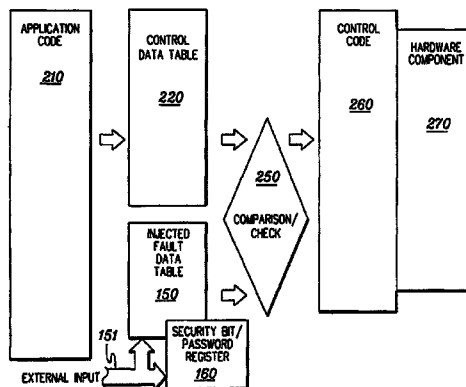 APPLICATION
CODE
210
CONTROL
DATA TABLE
220
CONTROL
CODE
260
HARDWARE
COMPONENT
270
250
COMPARISON/
CHECK
INJECTED
FAULT
DATA
TABLE
150
151
SECURITY BIT/
PASSWORD
REGISTER
160
EXTERNAL INPUT